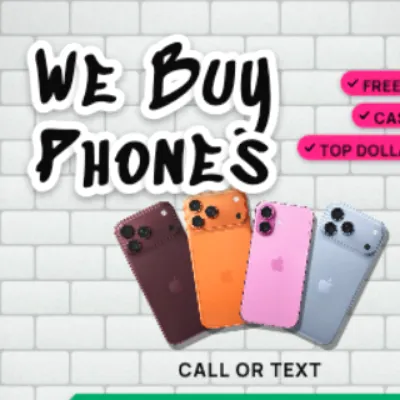 WE BUY
PHONES
✓ FREE
✓ CAS
✓ TOP DOLLA
CALL OR TEXT